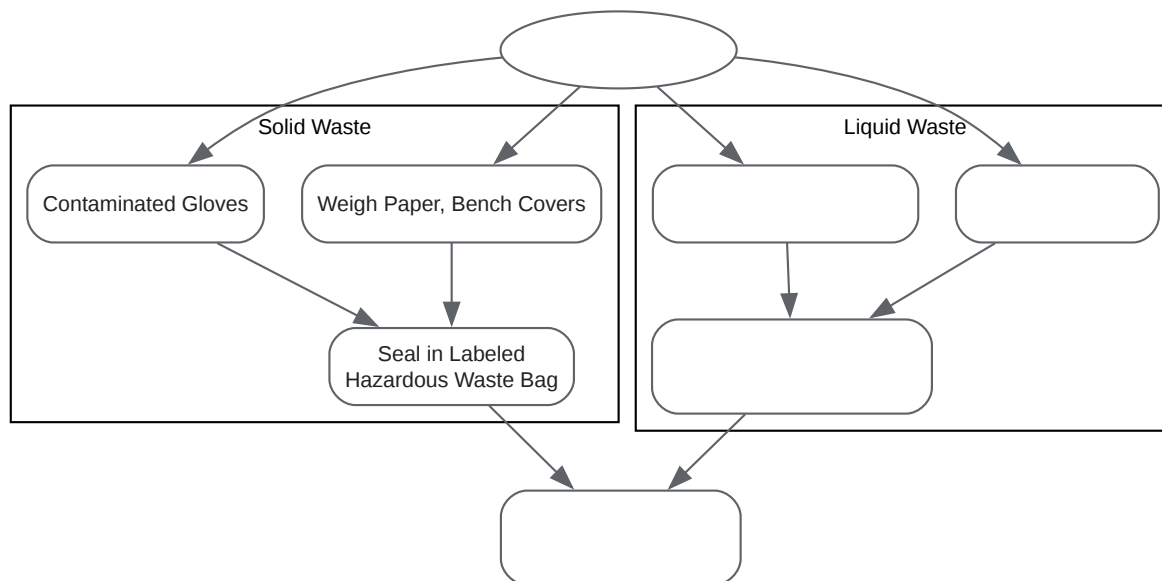 Solid Waste
Liquid Waste
Contaminated Gloves
Weigh Paper, Bench Covers
Seal in Labeled
Hazardous Waste Bag